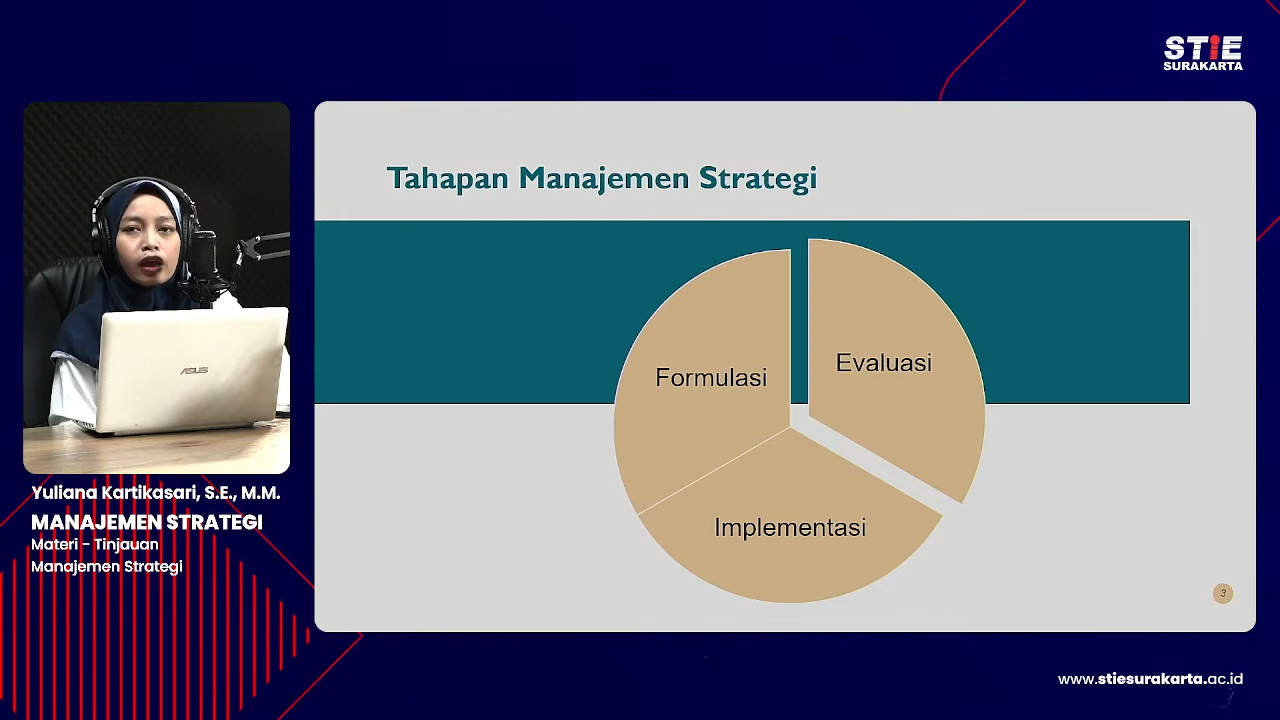 STiE
SURAKARTA
Tahapan Manajemen Strategi
Formulasi
Evaluasi
Implementasi
3
ASUS
Yuliana Kartikasari, S.E., M.M.
MANAJEMEN STRATEGI
Materi - Tinjauan
Manajemen Strategi
www.stiesurakarta.ac.id